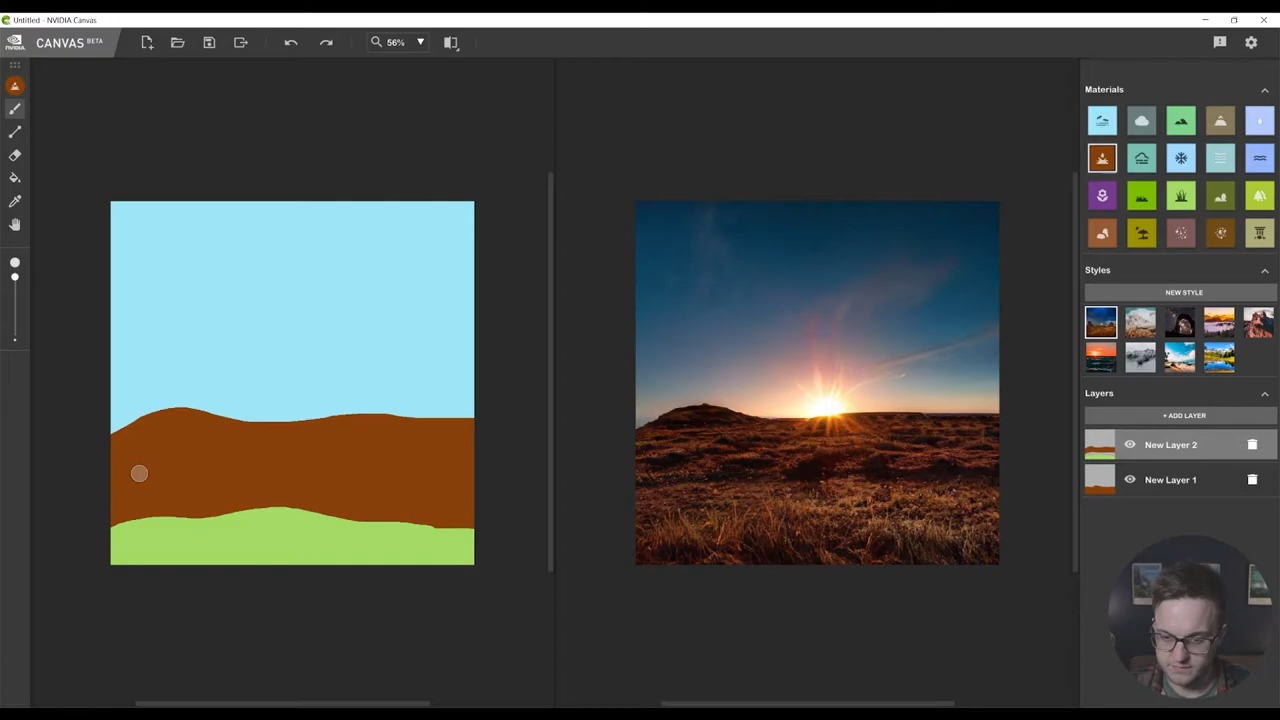 Untitled - NVIDIA Canvas
NVIDIA
CANVAS BETA
56%
Materials
Styles
NEW STYLE
Layers
+ ADD LAYER
New Layer 2
New Layer 1